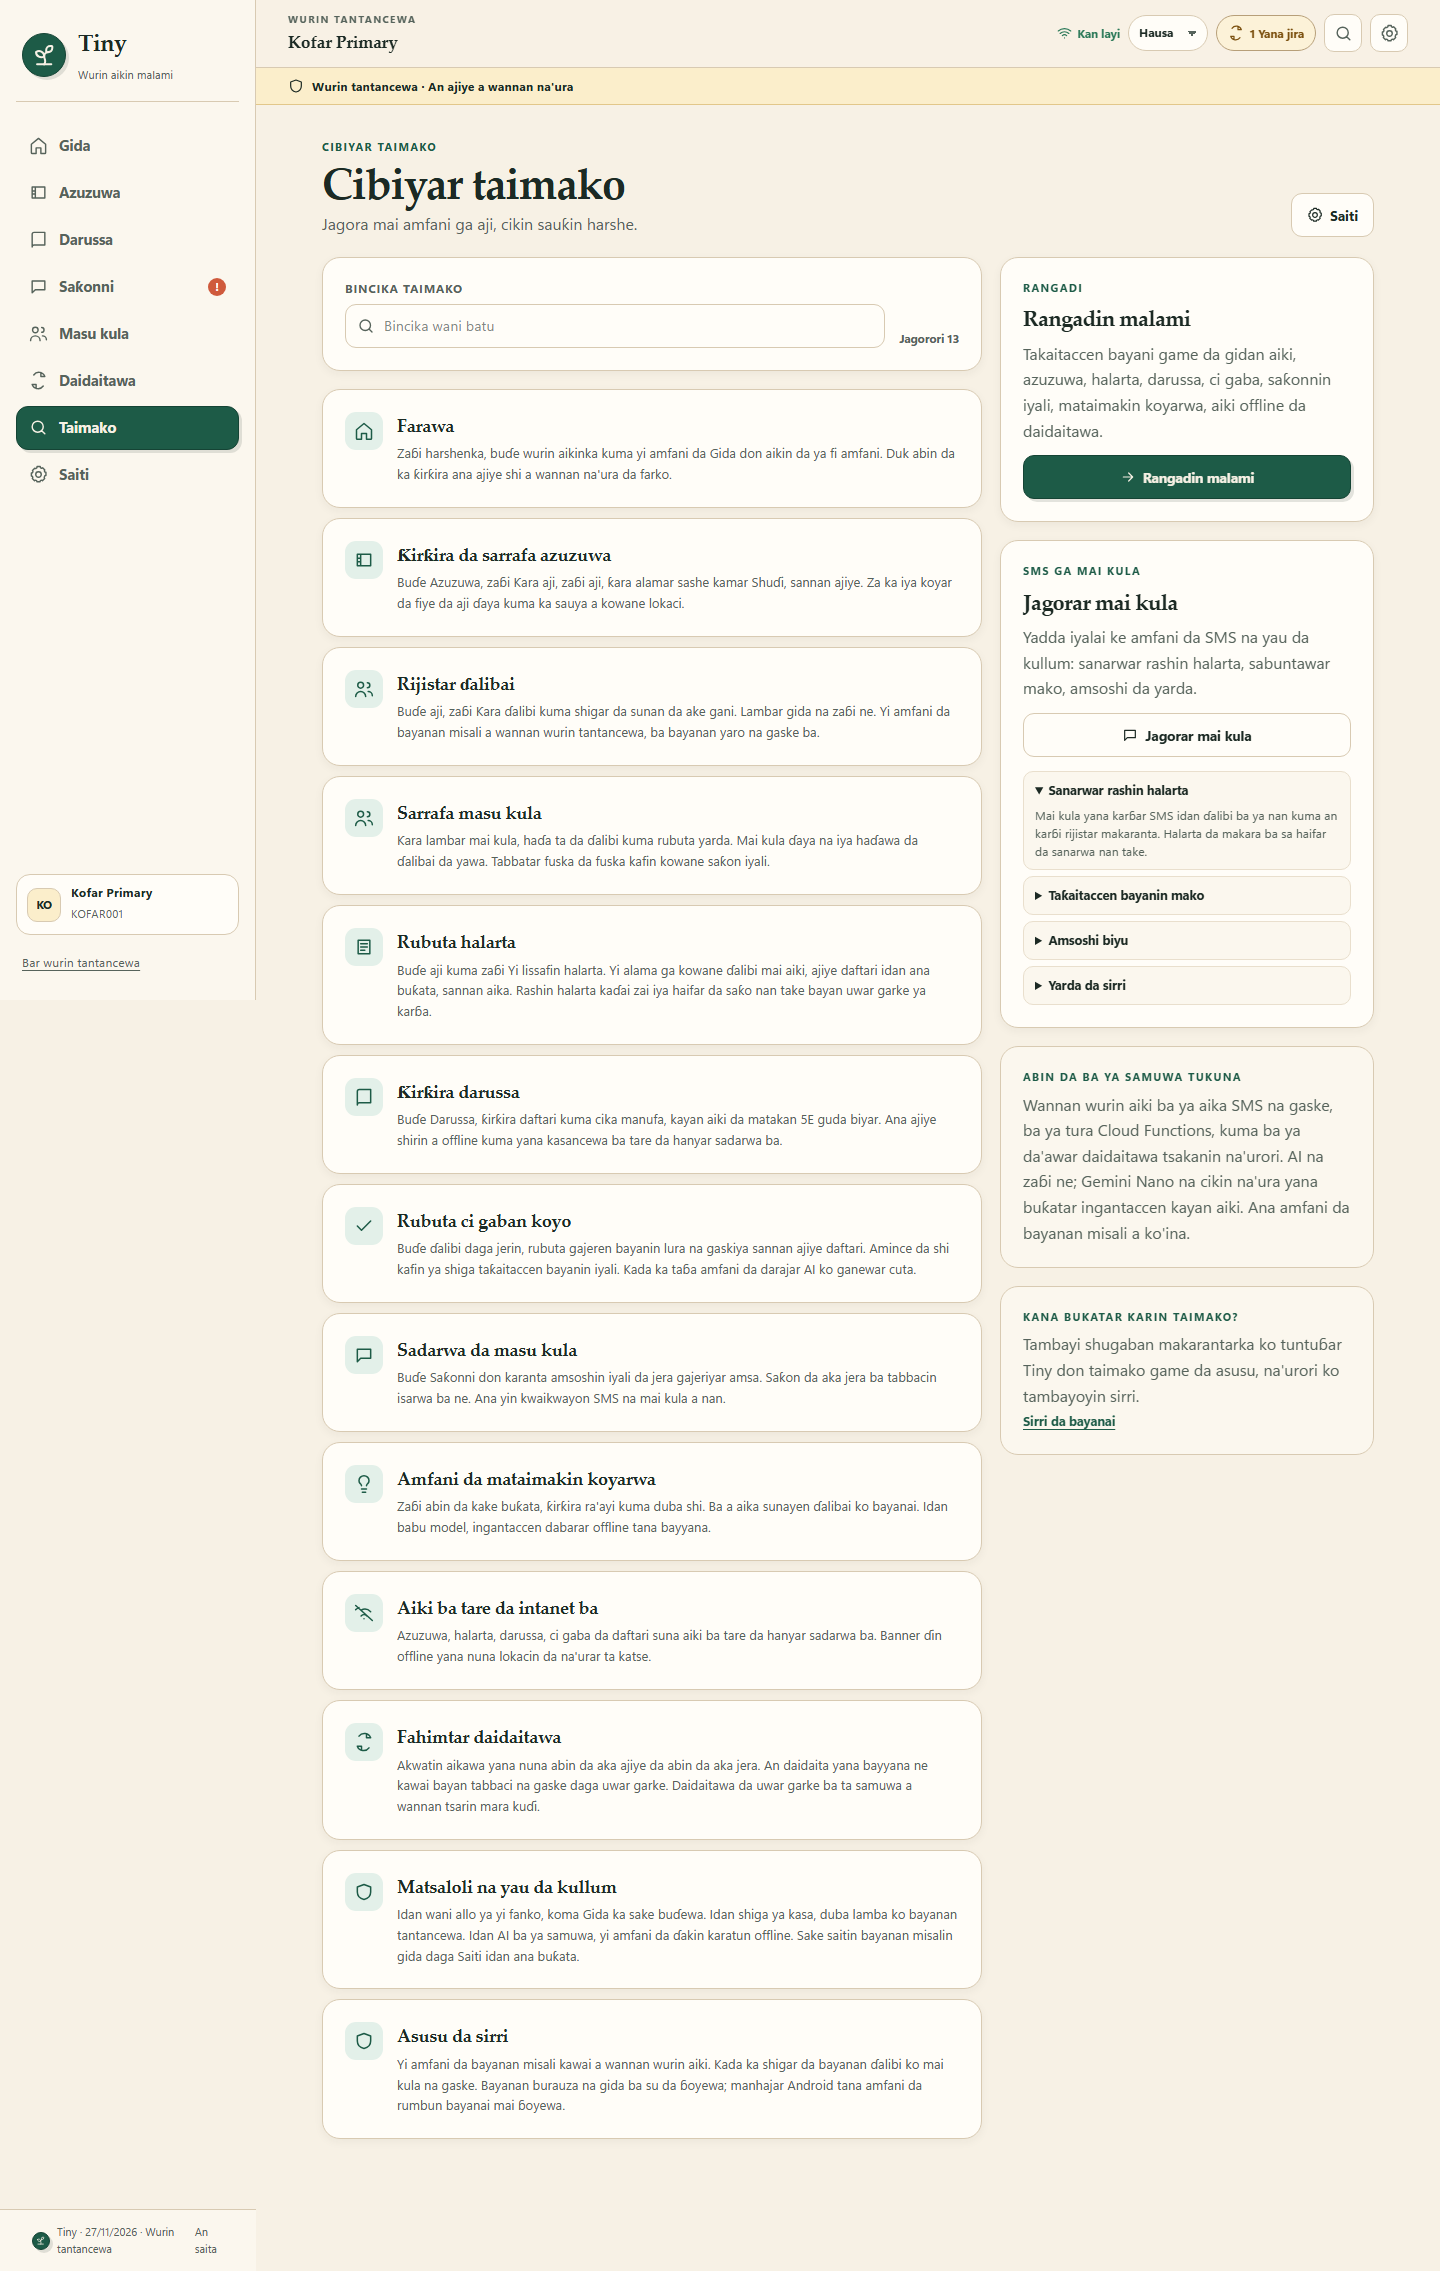 Tiny
Wurin aikin malami
Gida
Azuzuwa
Darussa
Saƙonni
!
Masu kula
Daidaitawa
Taimako
Saiti
KO
Kofar Primary
KOFAR001
Bar wurin tantancewa
WURIN TANTANCEWA
Kofar Primary
Kan layi
Hausa
1 Yana jira
Wurin tantancewa · An ajiye a wannan na'ura
CIBIYAR TAIMAKO
Cibiyar taimako
Jagora mai amfani ga aji, cikin sauƙin harshe.
Saiti
BINCIKA TAIMAKO
Bincika wani batu
Jagorori 13
Farawa
Zaɓi harshenka, buɗe wurin aikinka kuma yi amfani da Gida don aikin da ya fi amfani. Duk abin da
ka ƙirƙira ana ajiye shi a wannan na'ura da farko.
Ƙirƙira da sarrafa azuzuwa
Buɗe Azuzuwa, zaɓi Kara aji, zaɓi aji, ƙara alamar sashe kamar Shuɗi, sannan ajiye. Za ka iya koyar
da fiye da aji ɗaya kuma ka sauya a kowane lokaci.
Rijistar ɗalibai
Buɗe aji, zaɓi Kara ɗalibi kuma shigar da sunan da ake gani. Lambar gida na zaɓi ne. Yi amfani da
bayanan misali a wannan wurin tantancewa, ba bayanan yaro na gaske ba.
Sarrafa masu kula
Kara lambar mai kula, haɗa ta da ɗalibi kuma rubuta yarda. Mai kula ɗaya na iya haɗawa da
ɗalibai da yawa. Tabbatar fuska da fuska kafin kowane saƙon iyali.
Rubuta halarta
Buɗe aji kuma zaɓi Yi lissafin halarta. Yi alama ga kowane ɗalibi mai aiki, ajiye daftari idan ana
buƙata, sannan aika. Rashin halarta kaɗai zai iya haifar da saƙo nan take bayan uwar garke ya
karɓa.
Ƙirƙira darussa
Buɗe Darussa, ƙirƙira daftari kuma cika manufa, kayan aiki da matakan 5E guda biyar. Ana ajiye
shirin a offline kuma yana kasancewa ba tare da hanyar sadarwa ba.
Rubuta ci gaban koyo
Buɗe ɗalibi daga jerin, rubuta gajeren bayanin lura na gaskiya sannan ajiye daftari. Amince da shi
kafin ya shiga taƙaitaccen bayanin iyali. Kada ka taɓa amfani da darajar AI ko ganewar cuta.
Sadarwa da masu kula
Buɗe Saƙonni don karanta amsoshin iyali da jera gajeriyar amsa. Saƙon da aka jera ba tabbacin
isarwa ba ne. Ana yin kwaikwayon SMS na mai kula a nan.
Amfani da mataimakin koyarwa
Zaɓi abin da kake buƙata, ƙirƙira ra'ayi kuma duba shi. Ba a aika sunayen ɗalibai ko bayanai. Idan
babu model, ingantaccen dabarar offline tana bayyana.
Aiki ba tare da intanet ba
Azuzuwa, halarta, darussa, ci gaba da daftari suna aiki ba tare da hanyar sadarwa ba. Banner ɗin
offline yana nuna lokacin da na'urar ta katse.
Fahimtar daidaitawa
Akwatin aikawa yana nuna abin da aka ajiye da abin da aka jera. An daidaita yana bayyana ne
kawai bayan tabbaci na gaske daga uwar garke. Daidaitawa da uwar garke ba ta samuwa a
wannan tsarin mara kuɗi.
Matsaloli na yau da kullum
Idan wani allo ya yi fanko, koma Gida ka sake buɗewa. Idan shiga ya kasa, duba lamba ko bayanan
tantancewa. Idan AI ba ya samuwa, yi amfani da ɗakin karatun offline. Sake saitin bayanan misalin
gida daga Saiti idan ana buƙata.
Asusu da sirri
Yi amfani da bayanan misali kawai a wannan wurin aiki. Kada ka shigar da bayanan ɗalibi ko mai
kula na gaske. Bayanan burauza na gida ba su da ɓoyewa; manhajar Android tana amfani da
rumbun bayanai mai ɓoyewa.
RANGADI
Rangadin malami
Takaitaccen bayani game da gidan aiki,
azuzuwa, halarta, darussa, ci gaba, saƙonnin
iyali, mataimakin koyarwa, aiki offline da
daidaitawa.
Rangadin malami
SMS GA MAI KULA
Jagorar mai kula
Yadda iyalai ke amfani da SMS na yau da
kullum: sanarwar rashin halarta, sabuntawar
mako, amsoshi da yarda.
Jagorar mai kula
Sanarwar rashin halarta
Mai kula yana karɓar SMS idan ɗalibi ba ya nan kuma an
karɓi rijistar makaranta. Halarta da makara ba sa haifar
da sanarwa nan take.
Taƙaitaccen bayanin mako
Amsoshi biyu
Yarda da sirri
ABIN DA BA YA SAMUWA TUKUNA
Wannan wurin aiki ba ya aika SMS na gaske,
ba ya tura Cloud Functions, kuma ba ya
da'awar daidaitawa tsakanin na'urori. AI na
zaɓi ne; Gemini Nano na cikin na'ura yana
buƙatar ingantaccen kayan aiki. Ana amfani da
bayanan misali a ko'ina.
KANA BUKATAR KARIN TAIMAKO?
Tambayi shugaban makarantarka ko tuntuɓar
Tiny don taimako game da asusu, na'urori ko
tambayoyin sirri.
Sirri da bayanai
Tiny · 27/11/2026 · Wurin
tantancewa
An
saita